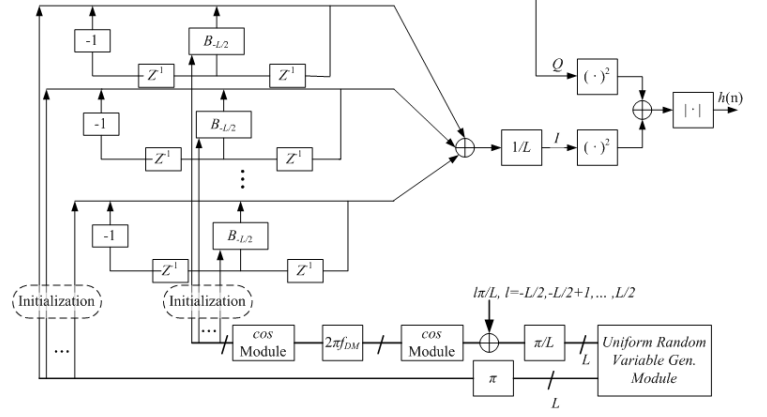 -1
B-L/2
Z-1
Z-1
Q
( · )2
h(n)
| · |
-1
B-L/2
Z-1
Z-1
1/L
I
( · )2
-1
B-L/2
Z-1
Z-1
Initialization
Initialization
lπ/L, l=-L/2,-L/2+1,... ,L/2
...
...
cos
Module
2πfDM
cos
Module
π/L
L
Uniform Random
Variable Gen.
Module
π
L